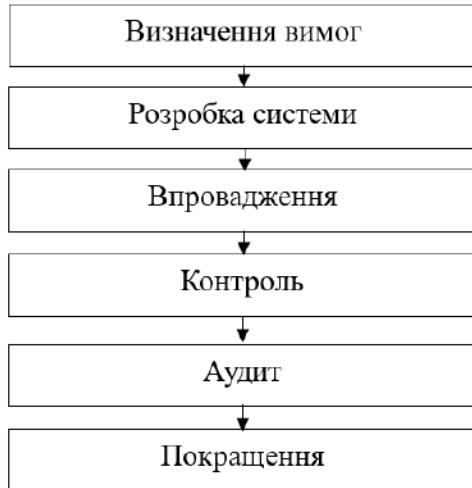 Визначення вимог
Розробка системи
Впровадження
Контроль
Аудит
Покращення